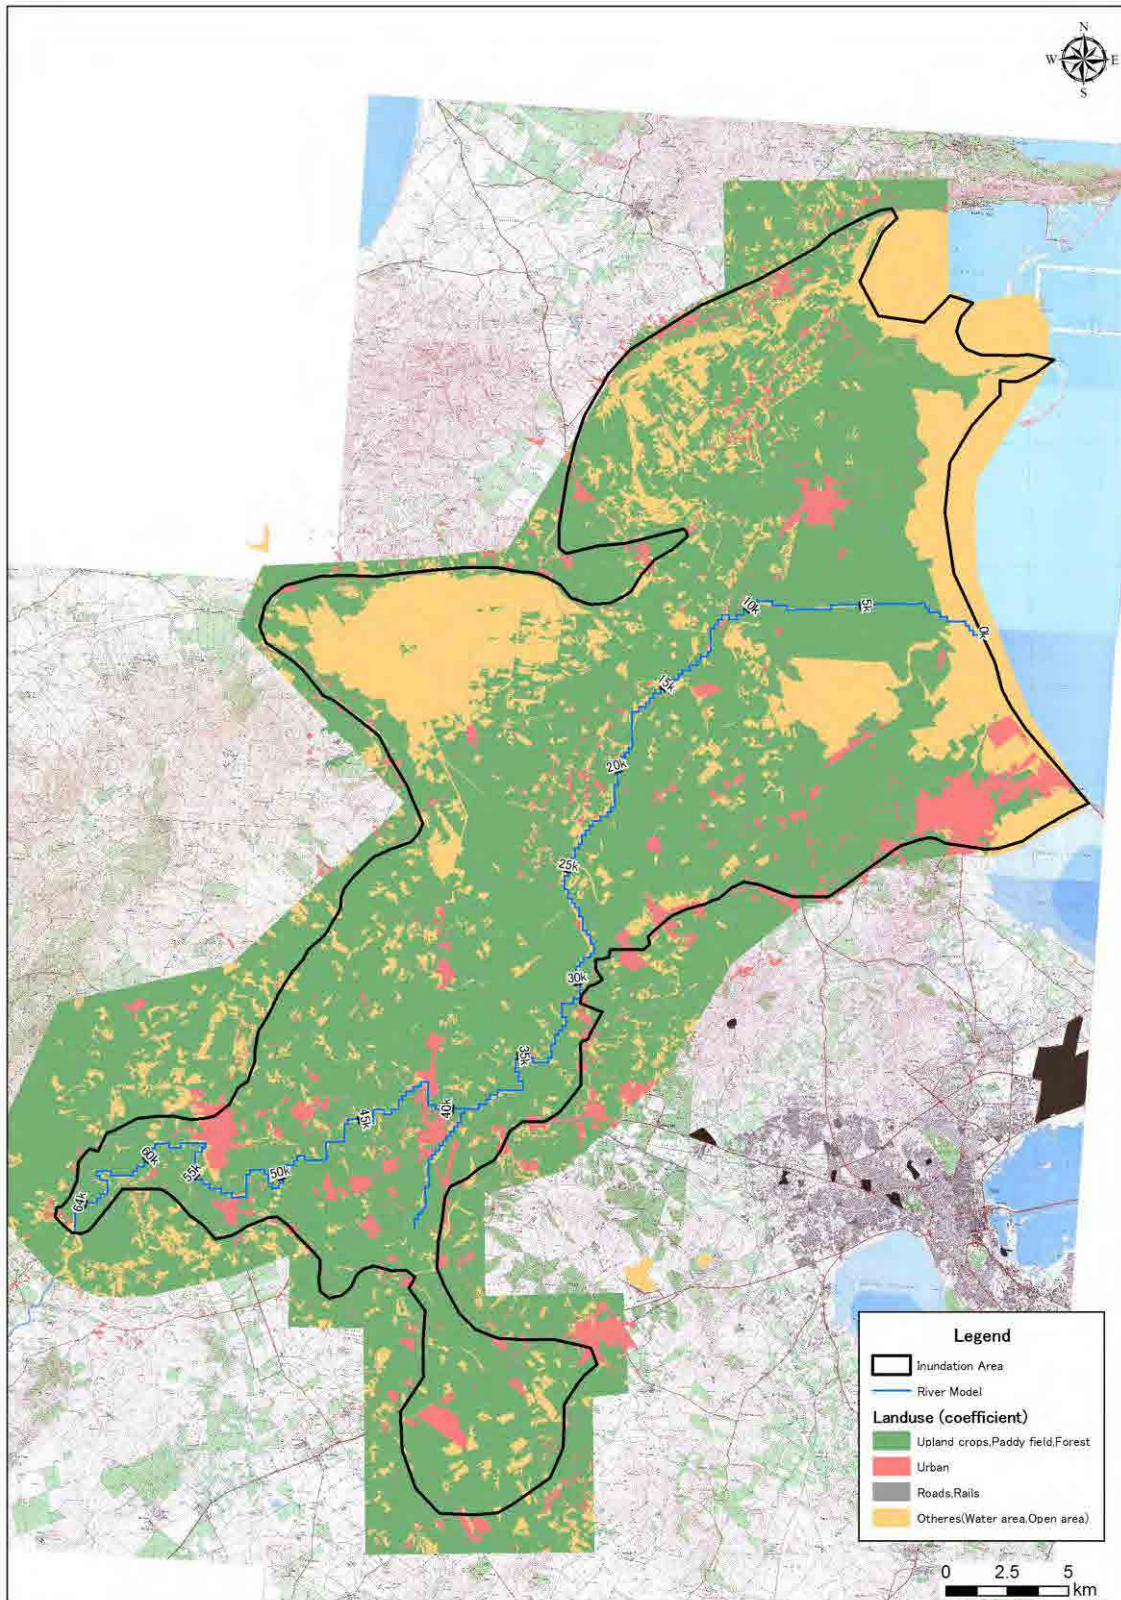 N
W E
S
10k
5k
0k
15k
20k
25k
30k
35k
40k
45k
50k
60k
55k
64k
Legend
Inundation Area
River Model
Landuse (coefficient)
Upland crops,Paddy field,Forest
Urban
Roads,Rails
Otheres(Water area,Open area)
0 2.5 5
km